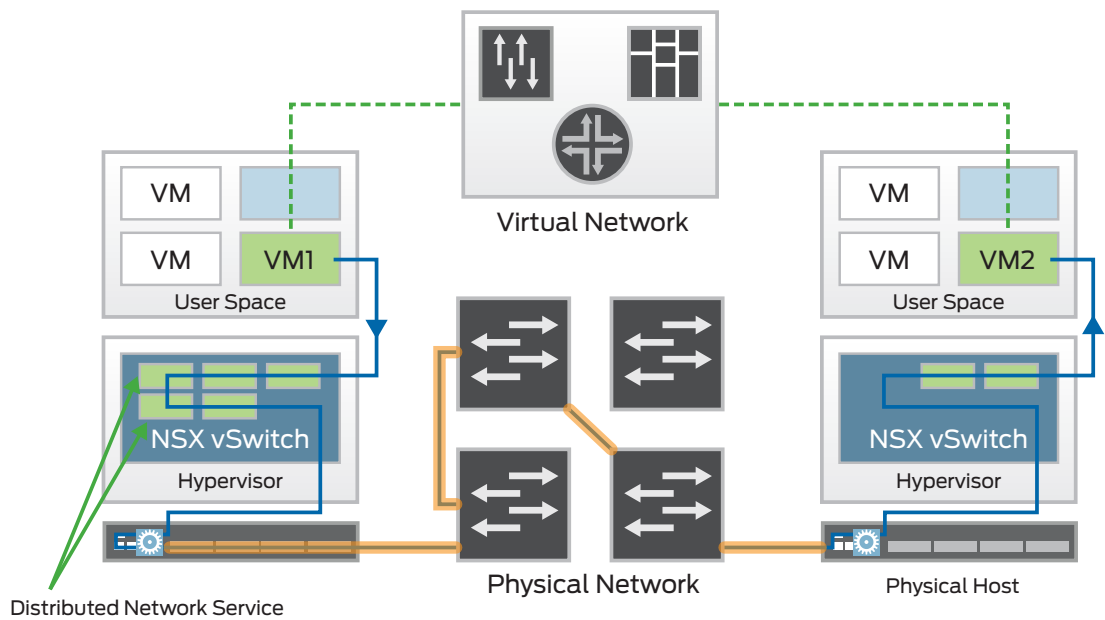 Virtual Network
VM
VM
VM1
User Space
VM
VM
VM2
User Space
NSX vSwitch
Hypervisor
NSX vSwitch
Hypervisor
Physical Network
Physical Host
Distributed Network Service